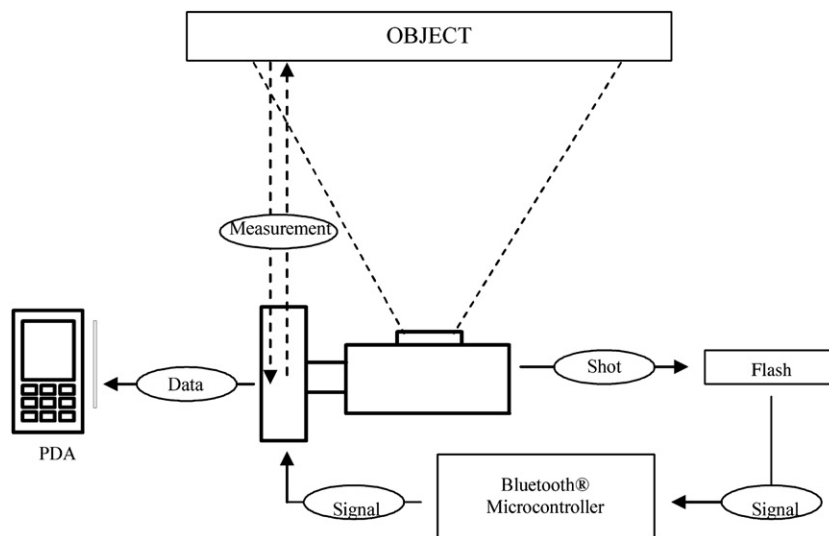 OBJECT
Measurement
Data
Shot
Flash
PDA
Bluetooth®
Microcontroller
Signal
Signal